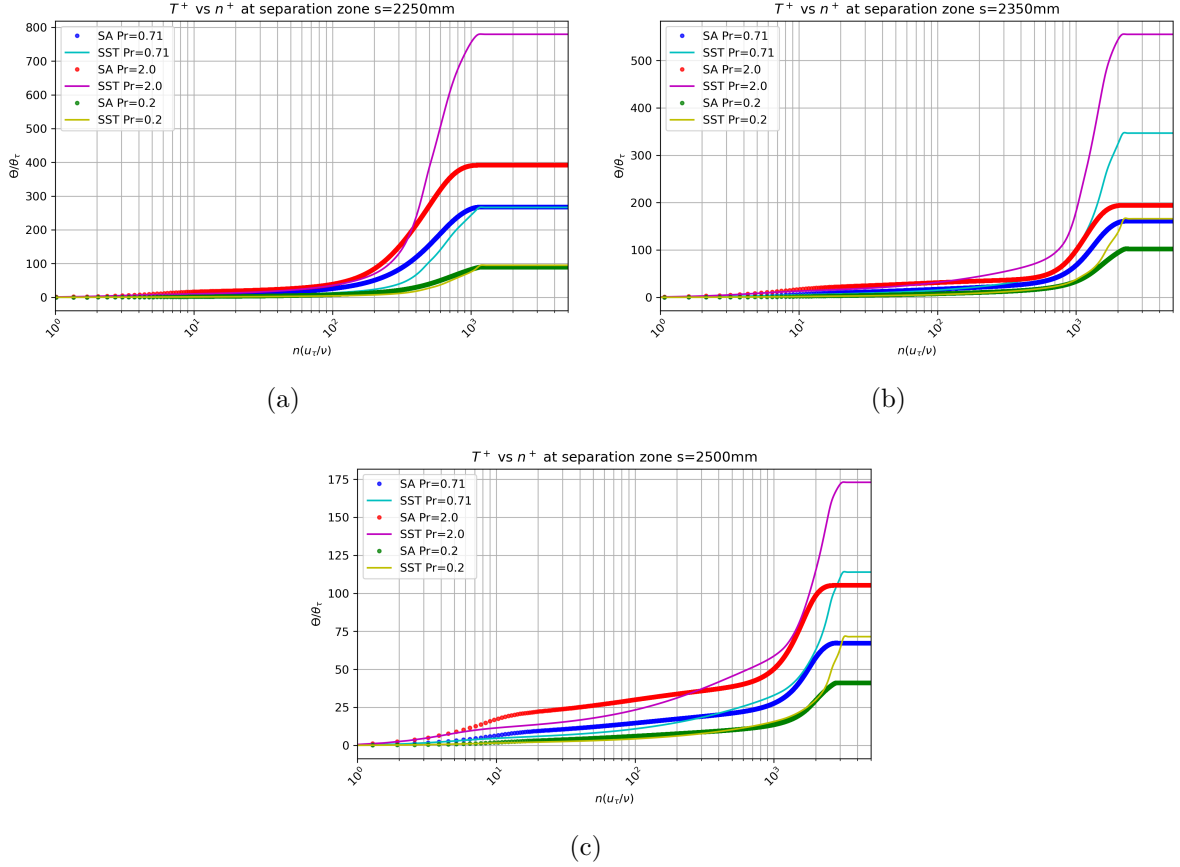 T⁺ vs n⁺ at separation zone s=2250mm
800
700
600
500
400
300
200
100
0
Θ/θτ
SA Pr=0.71
SST Pr=0.71
SA Pr=2.0
SST Pr=2.0
SA Pr=0.2
SST Pr=0.2
10⁰
10¹
10²
10³
n(uτ/ν)
(a)
T⁺ vs n⁺ at separation zone s=2350mm
500
400
300
200
100
0
Θ/θτ
SA Pr=0.71
SST Pr=0.71
SA Pr=2.0
SST Pr=2.0
SA Pr=0.2
SST Pr=0.2
10⁰
10¹
10²
10³
n(uτ/ν)
(b)
T⁺ vs n⁺ at separation zone s=2500mm
175
150
125
100
75
50
25
0
Θ/θτ
SA Pr=0.71
SST Pr=0.71
SA Pr=2.0
SST Pr=2.0
SA Pr=0.2
SST Pr=0.2
10⁰
10¹
10²
10³
n(uτ/ν)
(c)